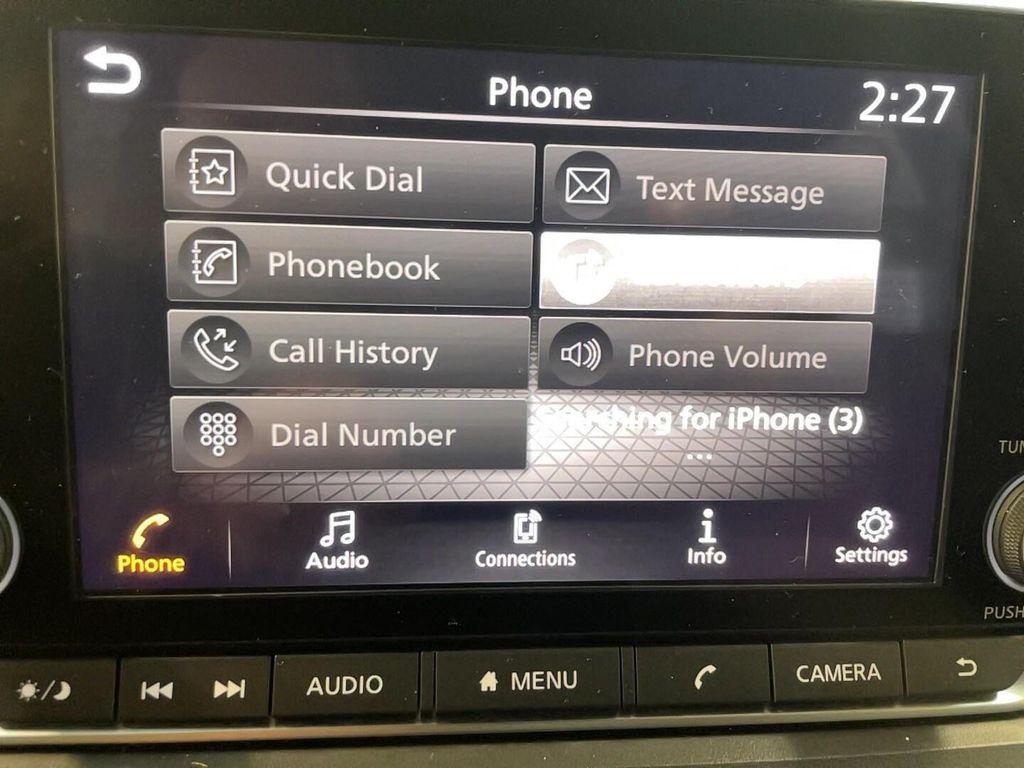 Phone
2:27
Quick Dial
Text Message
Phonebook
Call History
Phone Volume
Dial Number
Searching for iPhone (3)
...
Phone
Audio
Connections
Info
Settings
AUDIO
MENU
CAMERA
TUN
PUSH